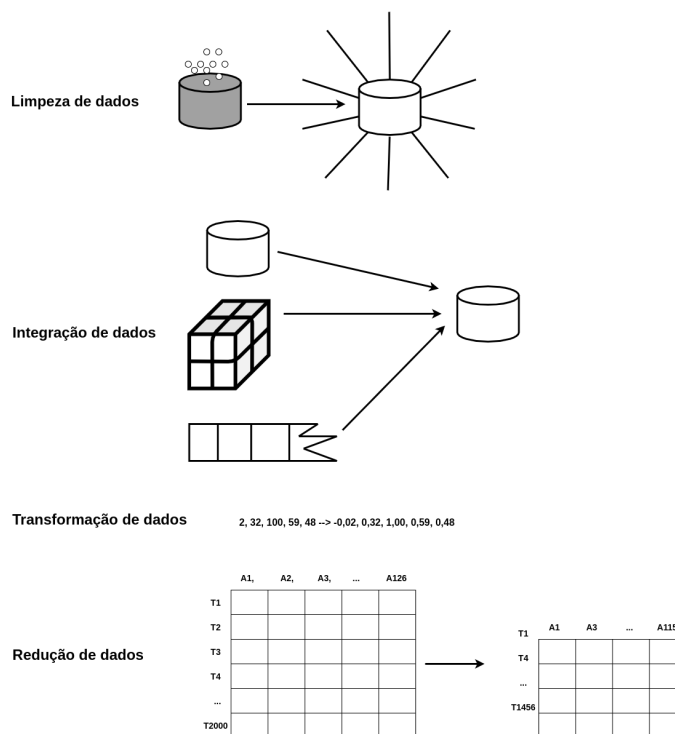 Limpeza de dados
Integração de dados
Transformação de dados
2, 32, 100, 59, 48 --> -0,02, 0,32, 1,00, 0,59, 0,48
Redução de dados
A1, A2, A3, ... A126
T1
T2
T3
T4
...
T2000
A1 A3 ... A115
T1
T4
...
T1456